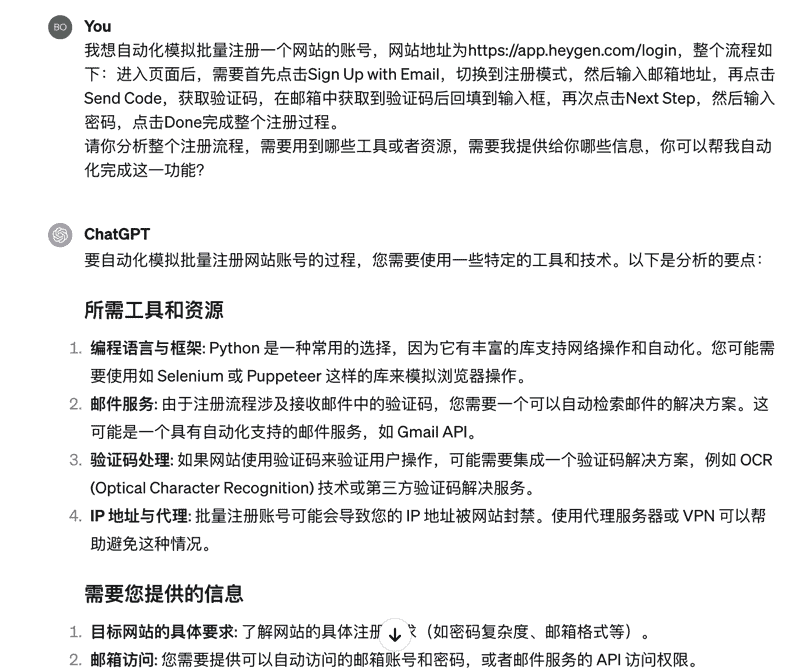 BO You
我想自动化模拟批量注册一个网站的账号，网站地址为https://app.heygen.com/login，整个流程如
下：进入页面后，需要首先点击Sign Up with Email，切换到注册模式，然后输入邮箱地址，再点击
Send Code，获取验证码，在邮箱中获取到验证码后回填到输入框，再次点击Next Step，然后输入
密码，点击Done完成整个注册过程。
请你分析整个注册流程，需要用到哪些工具或者资源，需要我提供给你哪些信息，你可以帮我自动
化完成这一功能?
ChatGPT
要自动化模拟批量注册网站账号的过程，您需要使用一些特定的工具和技术。以下是分析的要点：
所需工具和资源
1. 编程语言与框架: Python 是一种常用的选择，因为它有丰富的库支持网络操作和自动化。您可能需
要使用如 Selenium 或 Puppeteer 这样的库来模拟浏览器操作。
2. 邮件服务: 由于注册流程涉及接收邮件中的验证码，您需要一个可以自动检索邮件的解决方案。这
可能是一个具有自动化支持的邮件服务，如 Gmail API。
3. 验证码处理: 如果网站使用验证码来验证用户操作，可能需要集成一个验证码解决方案，例如 OCR
(Optical Character Recognition) 技术或第三方验证码解决服务。
4. IP 地址与代理: 批量注册账号可能会导致您的 IP 地址被网站封禁。使用代理服务器或 VPN 可以帮
助避免这种情况。
需要您提供的信息
1. 目标网站的具体要求: 了解网站的具体注册 求（如密码复杂度、邮箱格式等）。
2. 邮箱访问: 您需要提供可以自动访问的邮箱账号和密码，或者邮件服务的 API 访问权限。